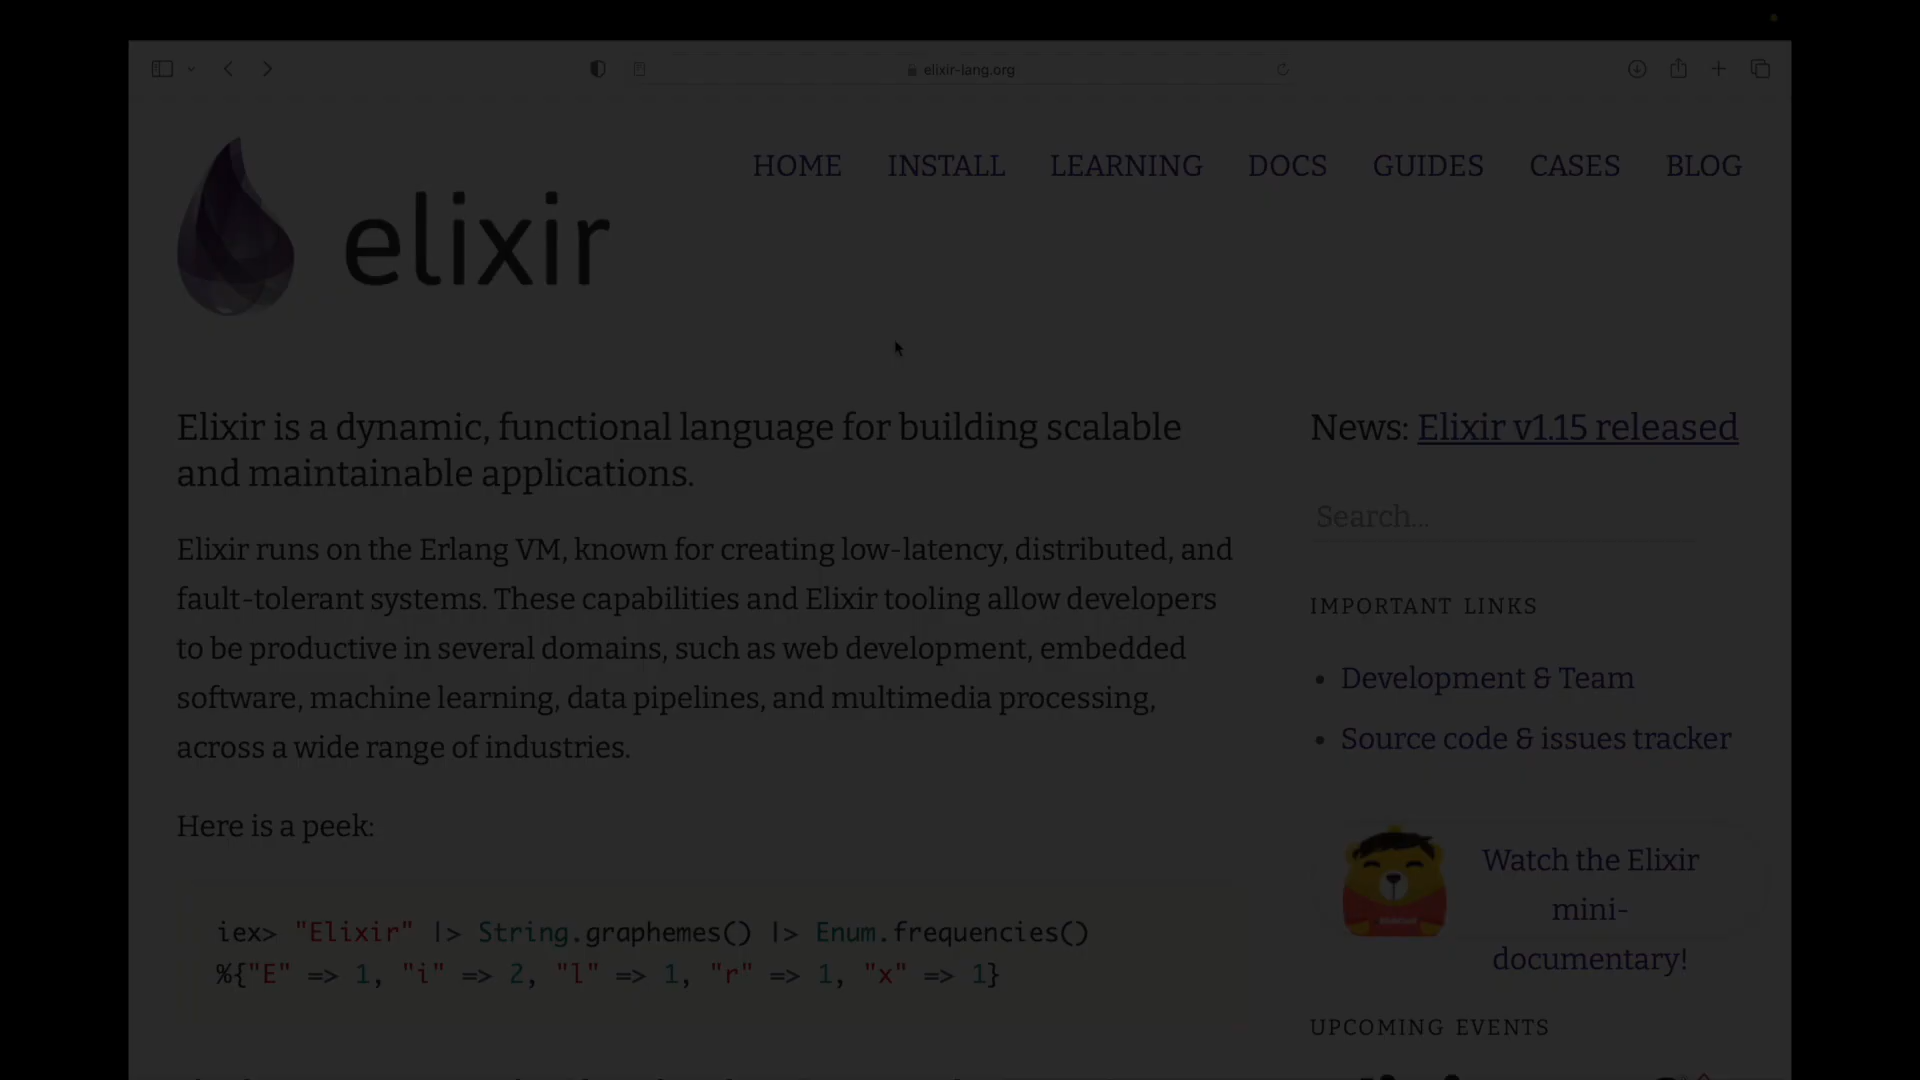 elixir-lang.org
HOME INSTALL LEARNING DOCS GUIDES CASES BLOG
elixir
Elixir is a dynamic, functional language for building scalable
and maintainable applications.
Elixir runs on the Erlang VM, known for creating low-latency, distributed, and
fault-tolerant systems. These capabilities and Elixir tooling allow developers
to be productive in several domains, such as web development, embedded
software, machine learning, data pipelines, and multimedia processing,
across a wide range of industries.
Here is a peek:
iex> "Elixir" |> String.graphemes() |> Enum.frequencies()
%{"E" => 1, "i" => 2, "l" => 1, "r" => 1, "x" => 1}
News: Elixir v1.15 released
Search...
IMPORTANT LINKS
• Development & Team
• Source code & issues tracker
Watch the Elixir
mini-
documentary!
UPCOMING EVENTS